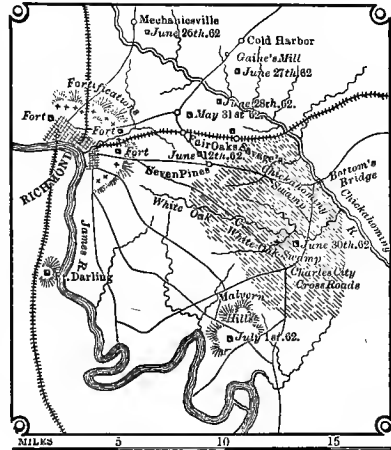 Mechanicsville
June 26th. 62
Cold Harbor
Gaine's Mill
June 27th. 62
Fortifications
June 28th. 62.
Fort
Fort
May 31st 62
Fair Oaks
Savage's
June 12th. 62.
Fort
Bottom's
Bridge
RICHMOND
Seven Pines
Chickahominy
Swamp
Chickahominy
R.
White Oak
White Oak Swamp
June 30th. 62
James R.
Charles City
Cross Roads
Ft. Darling
Malvern
Hills
July 1st. 62.
MILES 5 10 15